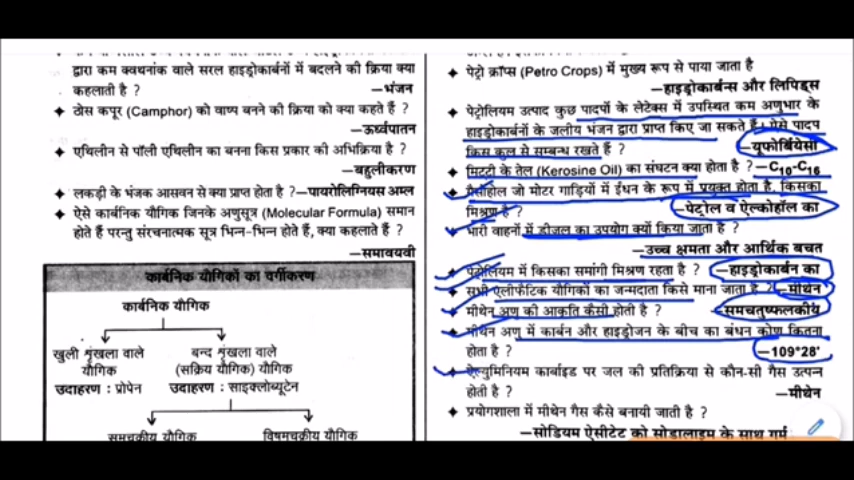 द्वारा कम क्वथनांक वाले सरल हाइड्रोकार्बनों में बदलने की क्रिया क्या
कहलाती है ? —भंजन
✦ ठोस कपूर (Camphor) को वाष्प बनने की क्रिया को क्या कहते हैं ?
—ऊर्ध्वपातन
✦ एथिलीन से पॉली एथिलीन का बनना किस प्रकार की अभिक्रिया है ?
—बहुलीकरण
✦ लकड़ी के भंजक आसवन से क्या प्राप्त होता है ?—पायरोलिग्नियस अम्ल
✦ ऐसे कार्बनिक यौगिक जिनके अणुसूत्र (Molecular Formula) समान
होते हैं परन्तु संरचनात्मक सूत्र भिन्न-भिन्न होते हैं, क्या कहलाते हैं ?
—समावयवी
कार्बनिक यौगिकों का वर्गीकरण
कार्बनिक यौगिक
खुली शृंखला वाले
यौगिक
उदाहरण : प्रोपेन
बन्द शृंखला वाले
(सक्रिय यौगिक) यौगिक
उदाहरण : साइक्लोब्यूटेन
समचक्रीय यौगिक
विषमचक्रीय यौगिक
✦ पेट्रो क्रॉप्स (Petro Crops) में मुख्य रूप से पाया जाता है
—हाइड्रोकार्बन्स और लिपिड्स
✦ पेट्रोलियम उत्पाद कुछ पादपों के लेटेक्स में उपस्थित कम अणुभार के
हाइड्रोकार्बनों के जलीय भंजन द्वारा प्राप्त किए जा सकते हैं। ऐसे पादप
किस कुल से सम्बन्ध रखते हैं ? —यूफोर्बियेसी
✦ मिट्टी के तेल (Kerosine Oil) का संघटन क्या होता है ? —C₁₀-C₁₆
✦ गैसोहॉल जो मोटर गाड़ियों में ईंधन के रूप में प्रयुक्त होता है, किसका
मिश्रण है ? —पेट्रोल व ऐल्कोहॉल का
✦ भारी वाहनों में डीजल का उपयोग क्यों किया जाता है ?
—उच्च क्षमता और आर्थिक बचत
✦ पेट्रोलियम में किसका समांगी मिश्रण रहता है ? —हाइड्रोकार्बन का
✦ सभी ऐलीफैटिक यौगिकों का जन्मदाता किसे माना जाता है ? —मीथेन
✦ मीथेन अणु की आकृति कैसी होती है ? —समचतुष्फलकीय
✦ मीथेन अणु में कार्बन और हाइड्रोजन के बीच का बंधन कोण कितना
होता है ? —109°28'
✦ ऐल्युमिनियम कार्बाइड पर जल की प्रतिक्रिया से कौन-सी गैस उत्पन्न
होती है ? —मीथेन
✦ प्रयोगशाला में मीथेन गैस कैसे बनायी जाती है ?
—सोडियम ऐसीटेट को सोडालाइम के साथ गर्म